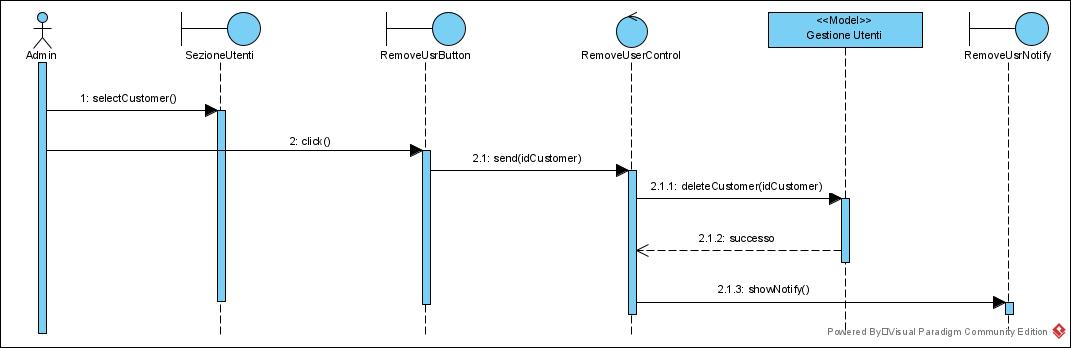 <<Model>>
Gestione Utenti
Admin
SezioneUtenti
RemoveUsrButton
RemoveUserControl
RemoveUsrNotify
1: selectCustomer()
2: click()
2.1: send(idCustomer)
2.1.1: deleteCustomer(idCustomer)
2.1.2: successo
2.1.3: showNotify()
Powered By Visual Paradigm Community Edition